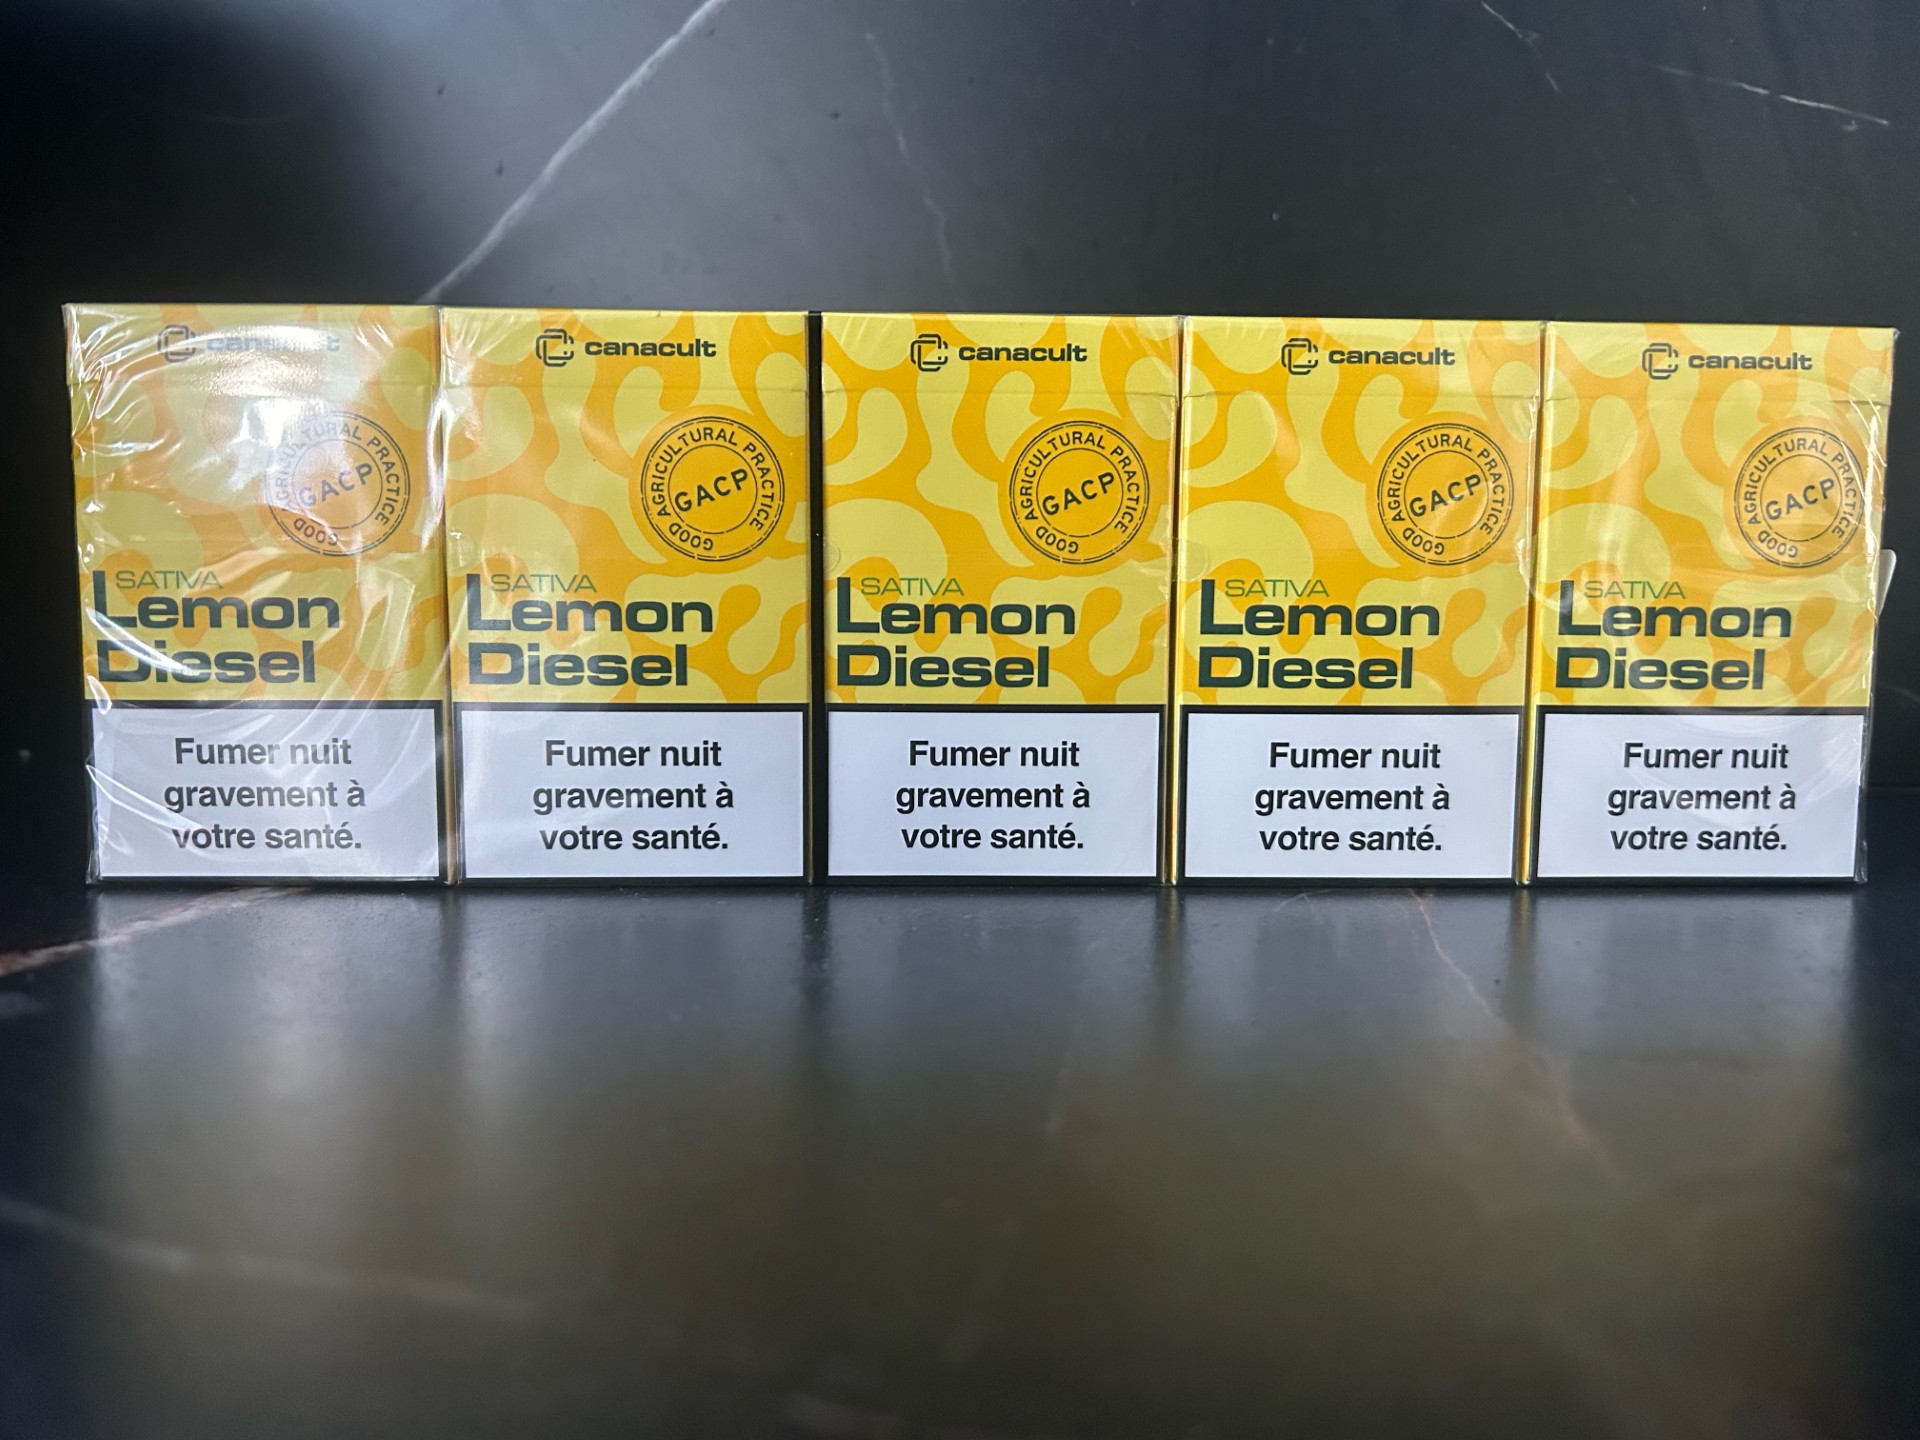 canacult
GOOD AGRICULTURAL PRACTICE
GACP
SATIVA
Lemon
Diesel
Fumer nuit
gravement à
votre santé.
canacult
GOOD AGRICULTURAL PRACTICE
GACP
SATIVA
Lemon
Diesel
Fumer nuit
gravement à
votre santé.
canacult
GOOD AGRICULTURAL PRACTICE
GACP
SATIVA
Lemon
Diesel
Fumer nuit
gravement à
votre santé.
canacult
GOOD AGRICULTURAL PRACTICE
GACP
SATIVA
Lemon
Diesel
Fumer nuit
gravement à
votre santé.
canacult
GOOD AGRICULTURAL PRACTICE
GACP
SATIVA
Lemon
Diesel
Fumer nuit
gravement à
votre santé.